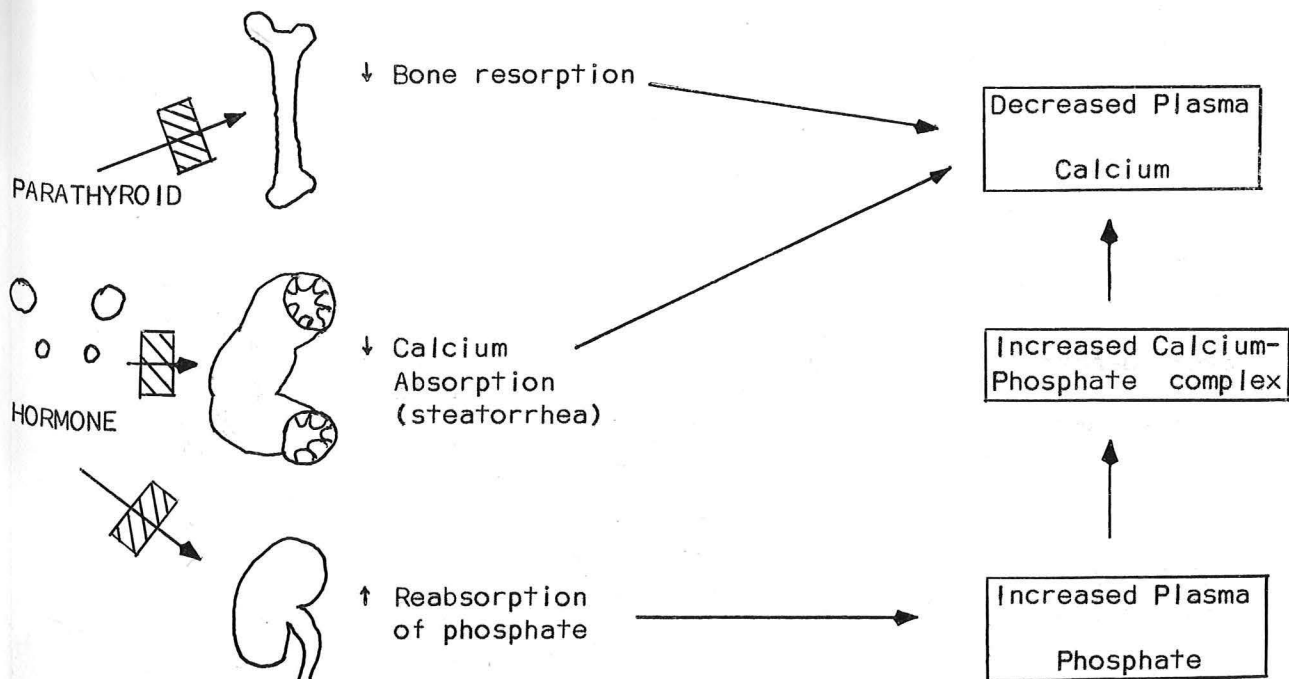 ↓ Bone resorption
Decreased Plasma
Calcium
PARATHYROID
↓ Calcium
Absorption
(steatorrhea)
Increased Calcium-
Phosphate complex
HORMONE
↑ Reabsorption
of phosphate
Increased Plasma
Phosphate